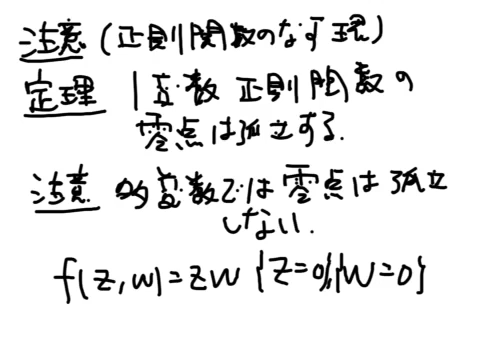 注意 (正則関数のなす環)
定理 1変数 正則関数の
零点は孤立する.
注意 多変数では零点は孤立
しない.
f(z,w)=zw {z=0},{w=0}